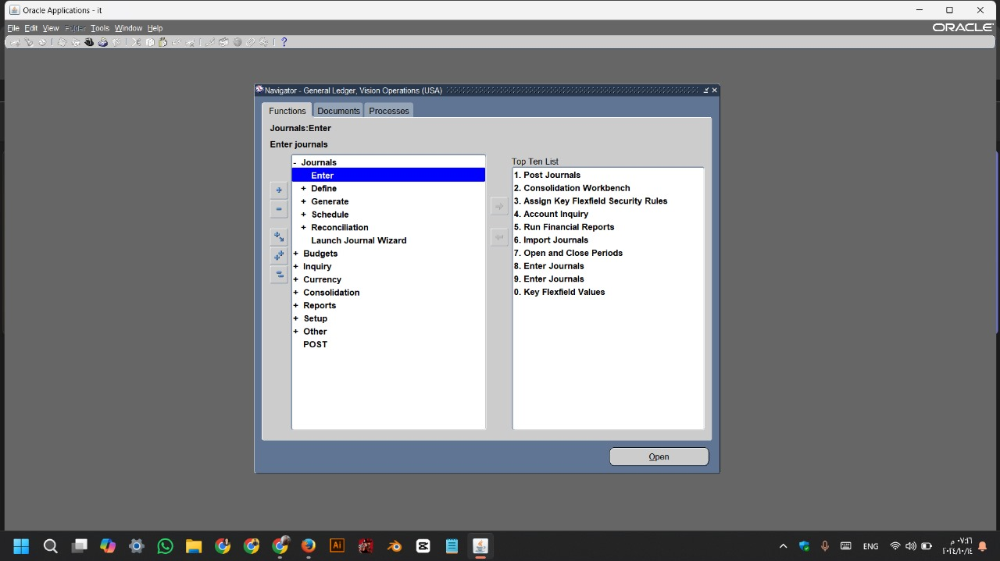 Oracle Applications - it
File Edit View Folder Tools Window Help
ORACLE
Navigator - General Ledger, Vision Operations (USA)
Functions Documents Processes
Journals:Enter
Enter journals
- Journals
Enter
+ Define
+ Generate
+ Schedule
+ Reconciliation
Launch Journal Wizard
+ Budgets
+ Inquiry
+ Currency
+ Consolidation
+ Reports
+ Setup
+ Other
POST
Top Ten List
1. Post Journals
2. Consolidation Workbench
3. Assign Key Flexfield Security Rules
4. Account Inquiry
5. Run Financial Reports
6. Import Journals
7. Open and Close Periods
8. Enter Journals
9. Enter Journals
0. Key Flexfield Values
Open
Ai
ENG
٠٧:١٦ م
٢٠٢٤/١٠/١٤